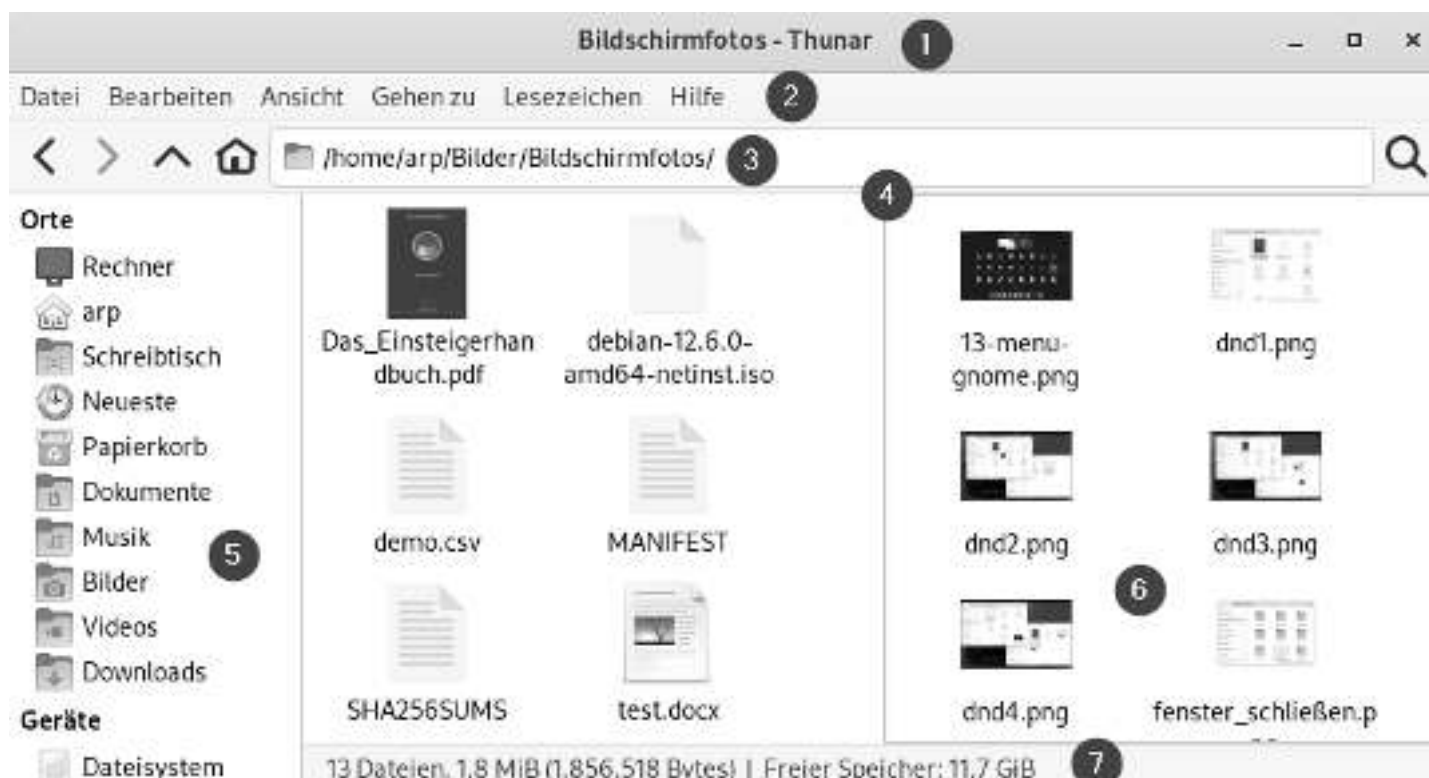 Bildschirmfotos - Thunar 1
Datei Bearbeiten Ansicht Gehen zu Lesezeichen Hilfe 2
/home/arp/Bilder/Bildschirmfotos/ 3
4
Orte
Rechner
arp
Schreibtisch
Neueste
Papierkorb
Dokumente
Musik
5
Bilder
Videos
Downloads
Geräte
Dateisystem
Das_Einsteigerhan
dbuch.pdf
debian-12.6.0-
amd64-netinst.iso
demo.csv
MANIFEST
SHA256SUMS
test.docx
13-menu-
gnome.png
dnd1.png
dnd2.png
dnd3.png
6
dnd4.png
fenster_schließen.p
13 Dateien, 1,8 MiB (1.856.518 Bytes) | Freier Speicher: 11,7 GiB 7